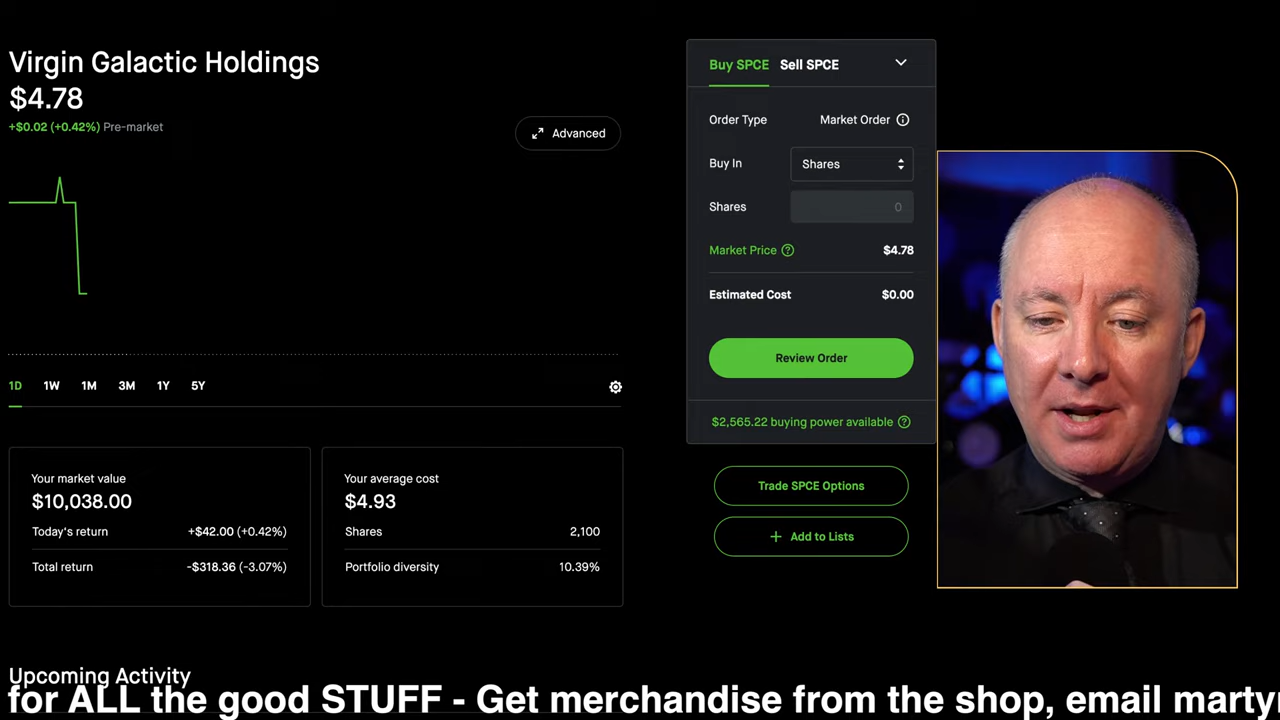 Virgin Galactic Holdings
$4.78
+$0.02 (+0.42%) Pre-market
Advanced
1D 1W 1M 3M 1Y 5Y
Your market value
$10,038.00
Today's return +$42.00 (+0.42%)
Total return -$318.36 (-3.07%)
Your average cost
$4.93
Shares 2,100
Portfolio diversity 10.39%
Buy SPCE Sell SPCE
Order Type Market Order
Buy In Shares
Shares 0
Market Price $4.78
Estimated Cost $0.00
Review Order
$2,565.22 buying power available
Trade SPCE Options
+ Add to Lists
Upcoming Activity
for ALL the good STUFF - Get merchandise from the shop, email marty